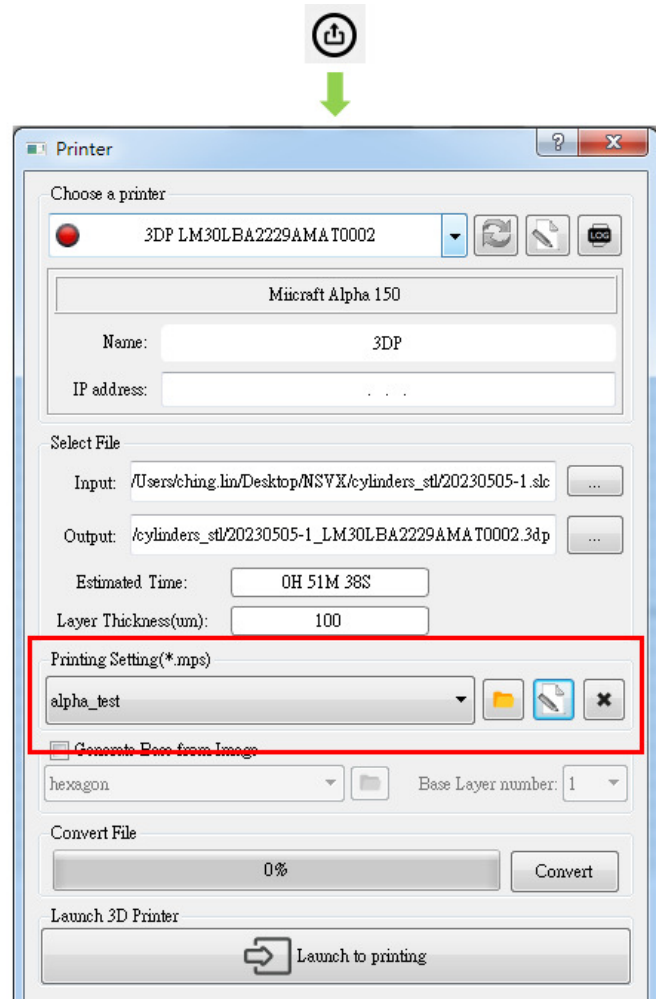 Printer
Choose a printer
3DP LM30LBA2229AMAT0002
LOG
Miicraft Alpha 150
Name: 3DP
IP address: . . .
Select File
Input: /Users/ching.lin/Desktop/NSVX/cylinders_stl/20230505-1.slc ...
Output: /cylinders_stl/20230505-1_LM30LBA2229AMAT0002.3dp ...
Estimated Time: 0H 51M 38S
Layer Thickness(um): 100
Printing Setting(*.mps)
alpha_test
Generate Base from Image
hexagon Base Layer number: 1
Convert File
0% Convert
Launch 3D Printer
Launch to printing